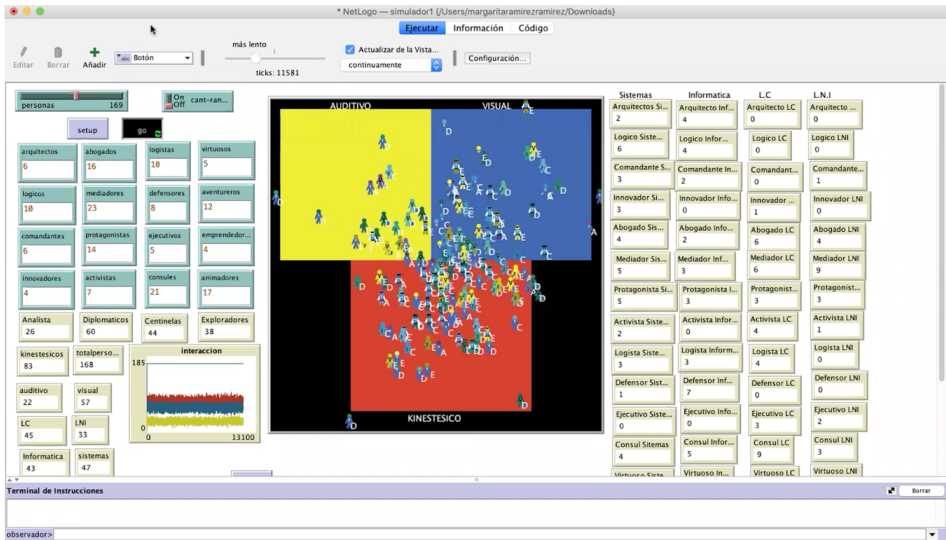 * NetLogo — simulador1 {/Users/margaritaramirezramirez/Downloads}
Ejecutar Información Código
Editar Borrar Añadir
abc Botón
más lento
ticks: 11581
Actualizar de la Vista...
continuamente
Configuración...
personas 169
On
Off
cant-ran...
setup
go
arquitectos
6
abogados
16
logistas
10
virtuosos
5
logicos
10
mediadores
23
defensores
8
aventureros
12
comandantes
6
protagonistas
14
ejecutivos
5
emprendedor...
4
innovadores
4
activistas
7
consules
21
animadores
17
Analista
26
Diplomaticos
60
Centinelas
44
Exploradores
38
kinestesicos
83
totalperso...
168
auditivo
22
visual
57
LC
45
LNI
33
Informatica
43
sistemas
47
interaccion
185
0
0 13100
AUDITIVO
VISUAL
KINESTESICO
Sistemas
Arquitectos Si...
2
Logico Siste...
6
Comandante S...
3
Innovador Si...
3
Abogado Sis...
4
Mediador Sis...
5
Protagonista Si...
5
Activista Sist...
2
Logista Siste...
3
Defensor Sist...
1
Ejecutivo Siste...
0
Consul Sitemas
4
Virtuoso Siste...
Informatica
Arquitecto Inf...
4
Logico Infor...
4
Comandante In...
2
Innovador Inf...
0
Abogado Info...
2
Mediador Inf...
3
Protagonista I...
3
Activista Infor...
0
Logista Inform...
3
Defensor Inf...
7
Ejecutivo Info...
0
Consul Infor...
5
Virtuoso In...
L.C
Arquitecto LC
0
Logico LC
0
Comandant...
0
Innovador ...
1
Abogado LC
6
Mediador LC
6
Protagonist...
3
Activista LC
4
Logista LC
4
Defensor LC
0
Ejecutivo LC
3
Consul LC
9
Virtuoso LC
L.N.I
Arquitecto ...
0
Logico LNI
0
Comandante...
1
Innovador LNI
0
Abogado LNI
4
Mediador LNI
9
Protagonist...
3
Activista LNI
1
Logista LNI
0
Defensor LNI
0
Ejecutivo LNI
2
Consul LNI
3
Virtuoso LNI
Terminal de Instrucciones
Borrar
observador>